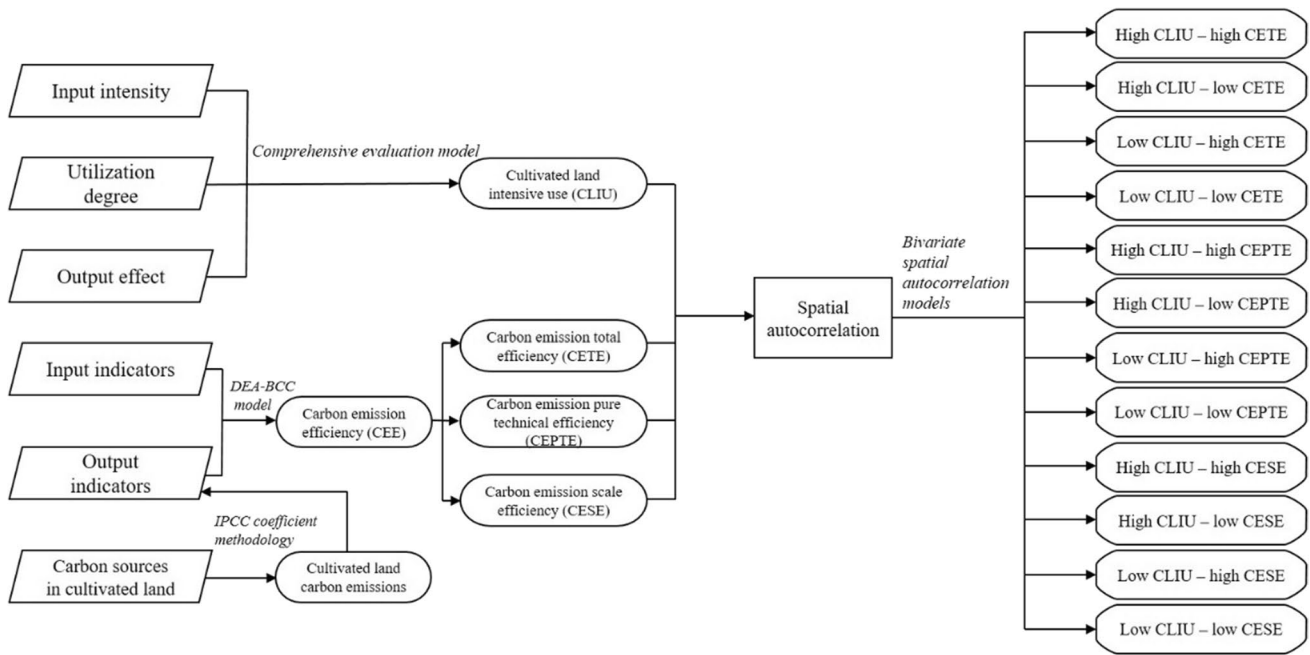 Input intensity
Utilization
degree
Output effect
Comprehensive evaluation model
Cultivated land
intensive use (CLIU)
Input indicators
Output
indicators
DEA-BCC
model
Carbon emission
efficiency (CEE)
Carbon emission total
efficiency (CETE)
Carbon emission pure
technical efficiency
(CEPTE)
Carbon emission scale
efficiency (CESE)
IPCC coefficient
methodology
Carbon sources
in cultivated land
Cultivated land
carbon emissions
Spatial
autocorrelation
Bivariate
spatial
autocorrelation
models
High CLIU – high CETE
High CLIU – low CETE
Low CLIU – high CETE
Low CLIU – low CETE
High CLIU – high CEPTE
High CLIU – low CEPTE
Low CLIU – high CEPTE
Low CLIU – low CEPTE
High CLIU – high CESE
High CLIU – low CESE
Low CLIU – high CESE
Low CLIU – low CESE